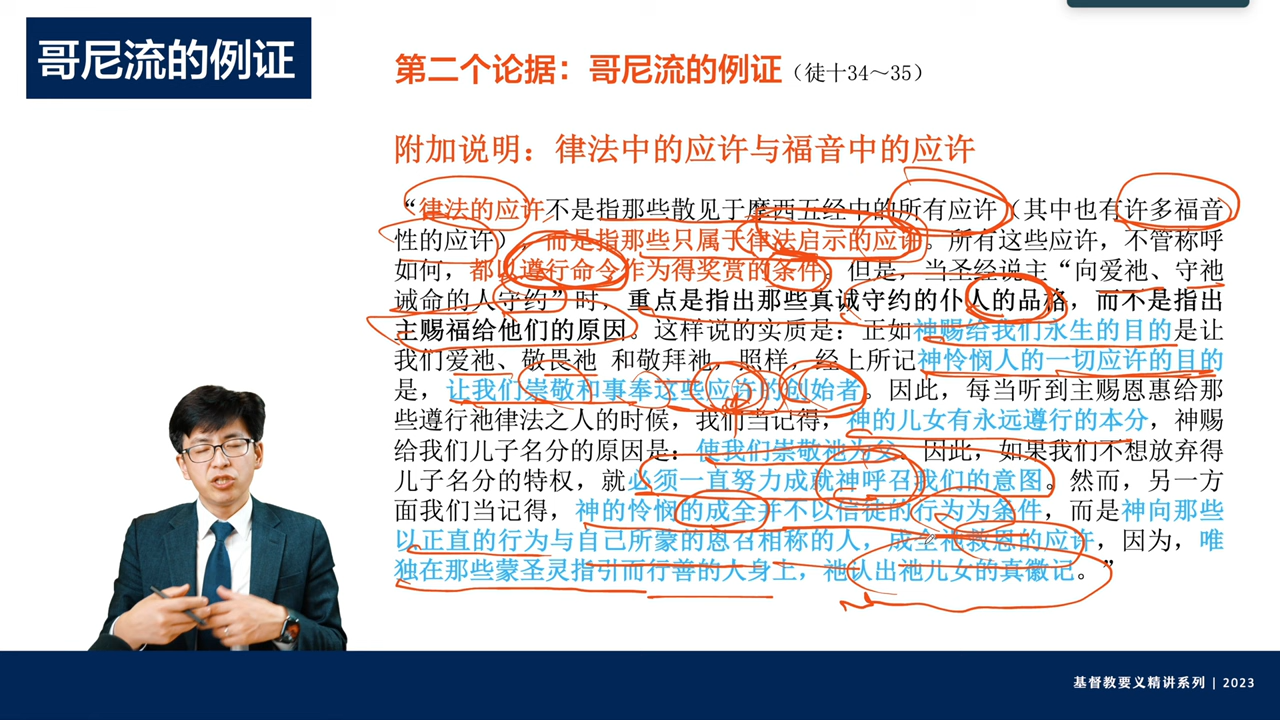 哥尼流的例证
第二个论据：哥尼流的例证（徒十34～35）
附加说明：律法中的应许与福音中的应许
“律法的应许不是指那些散见于摩西五经中的所有应许（其中也有许多福音
性的应许），而是指那些只属于律法启示的应许。所有这些应许，不管称呼
如何，都以遵行命令作为得奖赏的条件。但是，当圣经说主“向爱祂、守祂
诫命的人守约”时，重点是指出那些真诚守约的仆人的品格，而不是指出
主赐福给他们的原因。这样说的实质是：正如神赐给我们永生的目的是让
我们爱祂、敬畏祂 和敬拜祂，照样，经上所记神怜悯人的一切应许的目的
是，让我们崇敬和事奉这些应许的创始者。因此，每当听到主赐恩惠给那
些遵行祂律法之人的时候，我们当记得，神的儿女有永远遵行的本分，神赐
给我们儿子名分的原因是：使我们崇敬祂为父。因此，如果我们不想放弃得
儿子名分的特权，就必须一直努力成就神呼召我们的意图。然而，另一方
面我们当记得，神的怜悯的成全并不以信徒的行为为条件，而是神向那些
以正直的行为与自己所蒙的恩召相称的人，成全祂救恩的应许，因为，唯
独在那些蒙圣灵指引而行善的人身上，祂认出祂儿女的真徽记。”
基督教要义精讲系列 | 2023